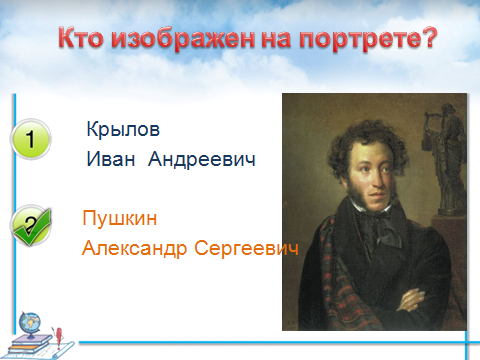 Кто изображен на портрете?
1
Крылов
Иван Андреевич
2
Пушкин
Александр Сергеевич